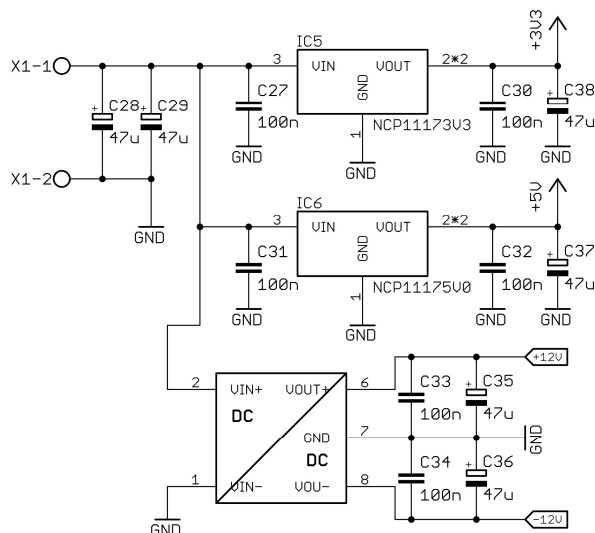 X1-1
X1-2
C28
47u
C29
47u
GND
C27
100n
GND
IC5
3
VIN
VOUT
GND
2*2
1
NCP11173V3
GND
C30
100n
GND
+3V3
C38
47u
GND
IC6
3
VIN
VOUT
GND
2*2
1
NCP11175V0
GND
C31
100n
GND
C32
100n
GND
+5V
C37
47u
GND
2
VIN+
VOUT+
6
DC
GND
7
DC
1
VIN-
VOU-
8
GND
C33
100n
C35
47u
+12V
GND
C34
100n
C36
47u
-12V